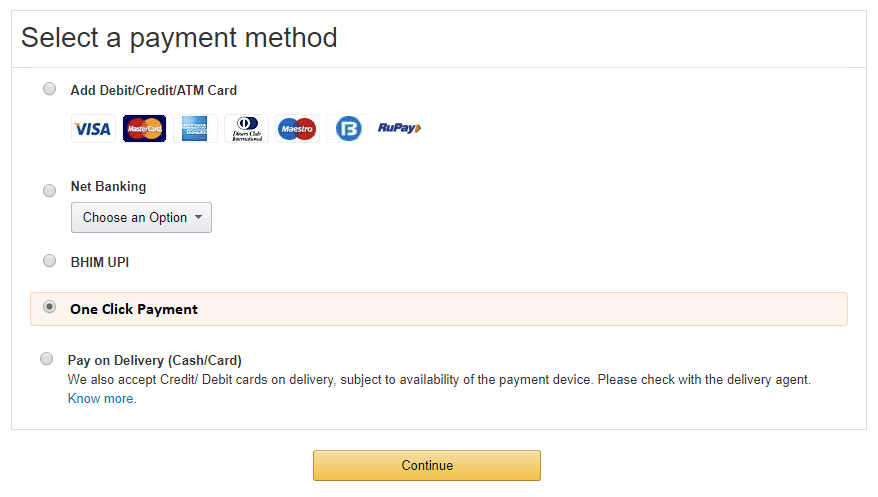 Select a payment method
Add Debit/Credit/ATM Card
VISA MasterCard AMERICAN EXPRESS Diners Club International Maestro RuPay
Net Banking
Choose an Option
BHIM UPI
One Click Payment
Pay on Delivery (Cash/Card)
We also accept Credit/ Debit cards on delivery, subject to availability of the payment device. Please check with the delivery agent.
Know more.
Continue